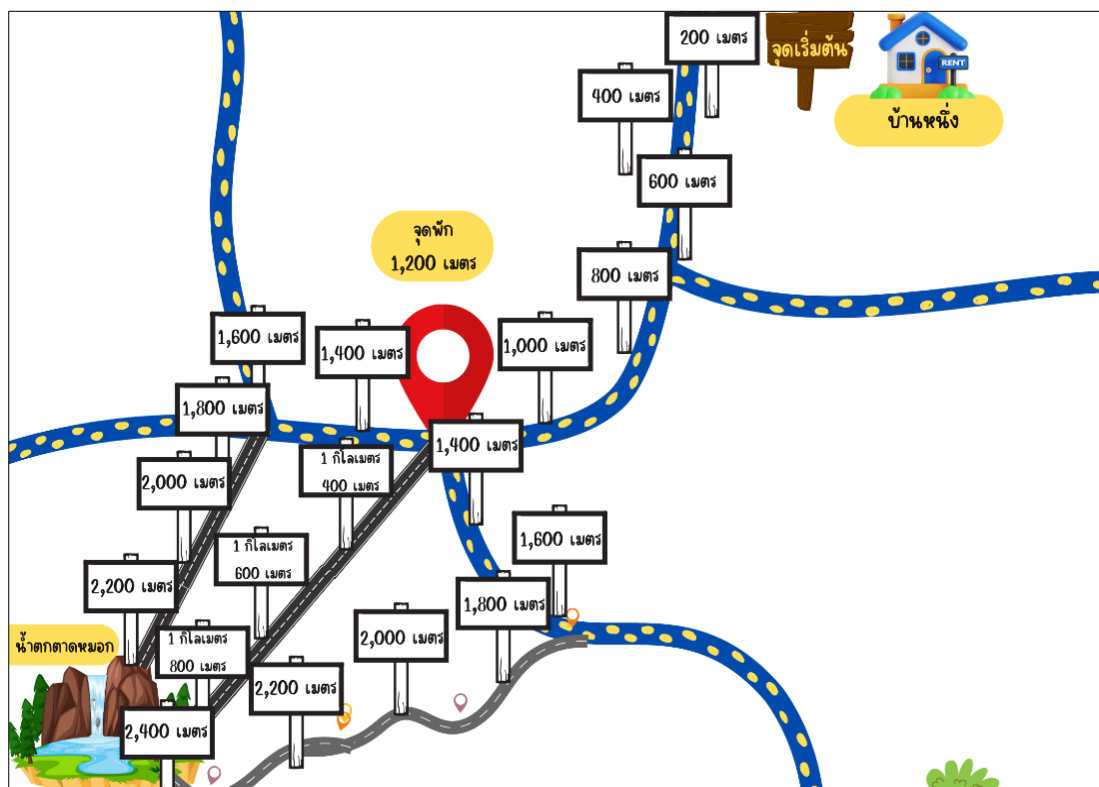 200 เมตร
จุดเริ่มต้น
RENT
400 เมตร
บ้านหนึ่ง
600 เมตร
จุดพัก
1,200 เมตร
800 เมตร
1,600 เมตร
1,400 เมตร
1,000 เมตร
1,800 เมตร
1,400 เมตร
1 กิโลเมตร
400 เมตร
2,000 เมตร
1,600 เมตร
1 กิโลเมตร
600 เมตร
2,200 เมตร
1,800 เมตร
2,000 เมตร
น้ำตกตาดหมอก
1 กิโลเมตร
800 เมตร
2,200 เมตร
2,400 เมตร